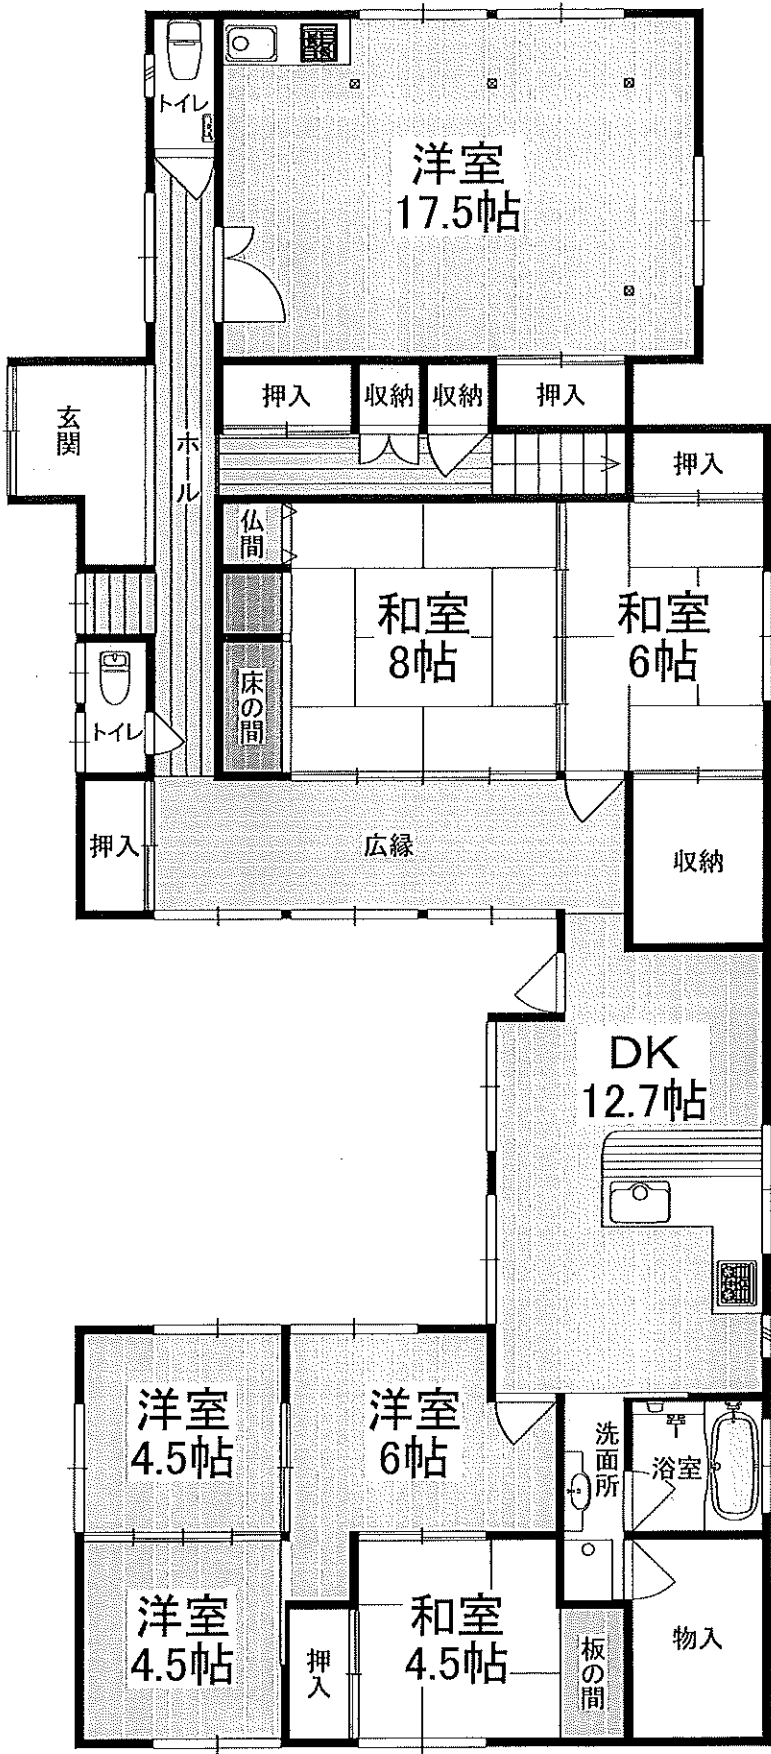 トイレ
洋室
17.5帖
押入
収納
収納
押入
玄関
ホール
押入
仏間
和室
8帖
和室
6帖
床の間
トイレ
押入
広縁
収納
DK
12.7帖
洋室
4.5帖
洋室
6帖
洗面所
浴室
洋室
4.5帖
押入
和室
4.5帖
板の間
物入